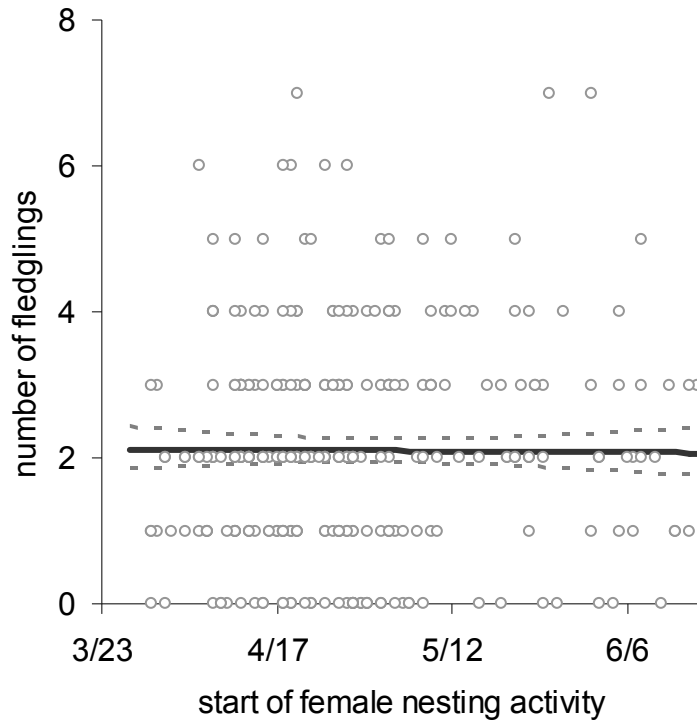 8
6
4
2
0
number of fledglings
3/23 4/17 5/12 6/6
start of female nesting activity